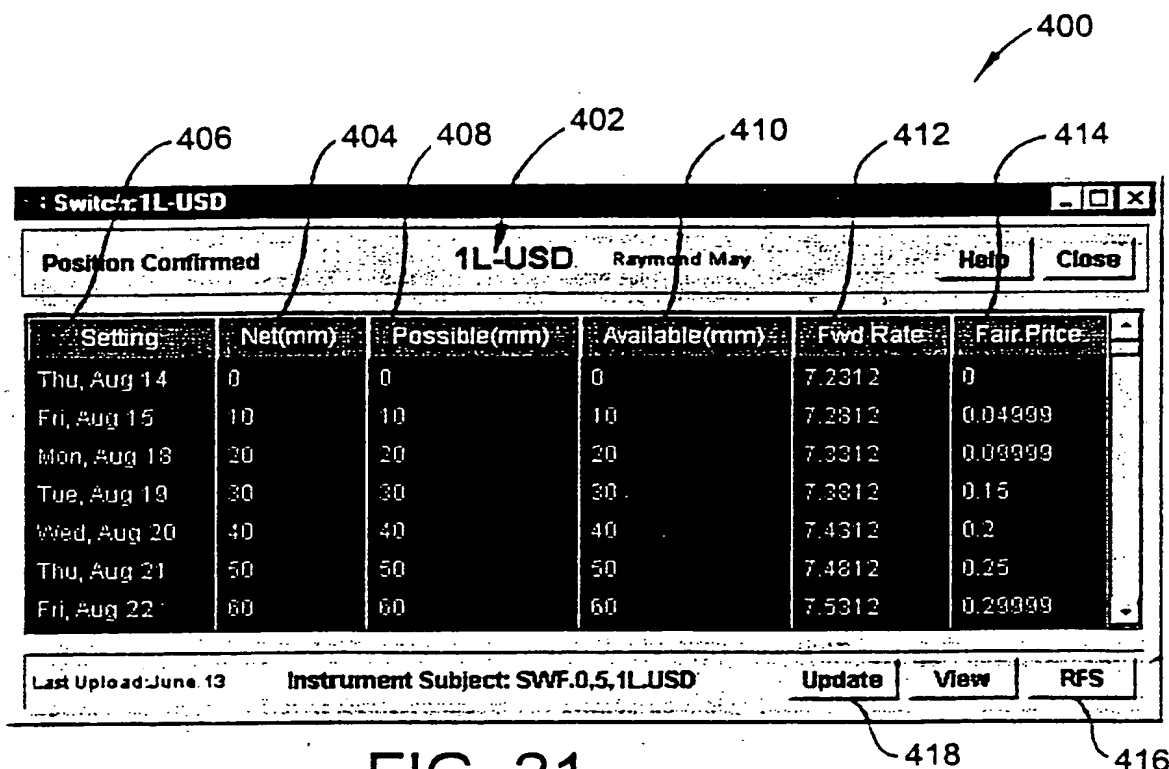 400
406 404 408 402 410 412 414
: Switch:1L-USD
Position Confirmed 1L-USD Raymond May Help Close
Setting Net(mm) Possible(mm) Available(mm) Fwd Rate Fair.Price
Thu, Aug 14 0 0 0 7.2312 0
Fri, Aug 15 10 10 10 7.2812 0.04999
Mon, Aug 18 20 20 20 7.3312 0.09999
Tue, Aug 19 30 30 30 7.3812 0.15
Wed, Aug 20 40 40 40 7.4312 0.2
Thu, Aug 21 50 50 50 7.4812 0.25
Fri, Aug 22 60 60 60 7.5312 0.29999
Last Upload:June.13 Instrument Subject: SWF.0,5,1L.USD Update View RFS
FIG. 21 418 416